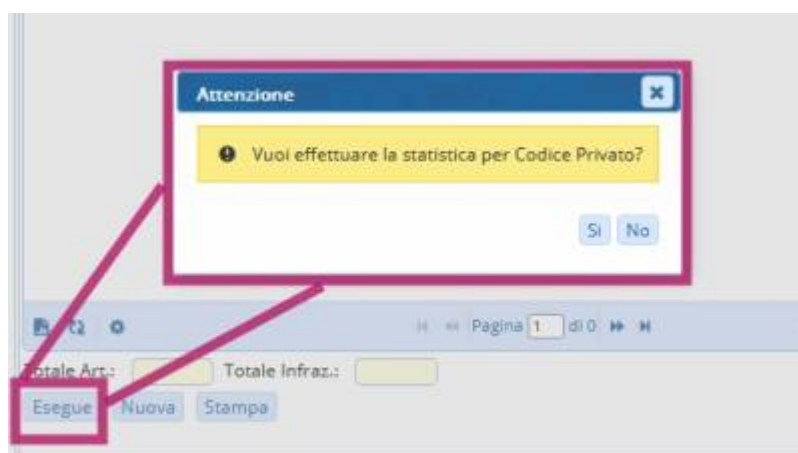 Attenzione
Vuoi effettuare la statistica per Codice Privato?
Si No
Pagina 1 di 0
Totale Art.: Totale Infraz.:
Esegue Nuova Stampa